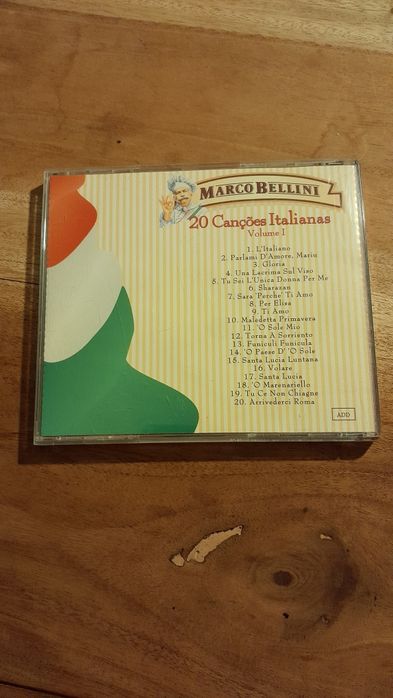 MARCO BELLINI
20 Canções Italianas
Volume I
1. L'Italiano
2. Parlami D'Amore, Mariu
3. Gloria
4. Una Lacrima Sul Viso
5. Tu Sei L'Unica Donna Per Me
6. Sharazan
7. Sara 'Perche' Ti Amo
8. Per Elisa
9. Ti Amo
10. Maledetta Primavera
11. 'O Sole Mio
12. Torna A Sorriento
13. Funiculi Funicula
14. 'O Paese D' 'O Sole
15. Santa Lucia Luntana
16. Volare
17. Santa Lucia
18. 'O Marenariello
19. Tu Ce Non Chiagne
20. Arrivederci Roma
ADD